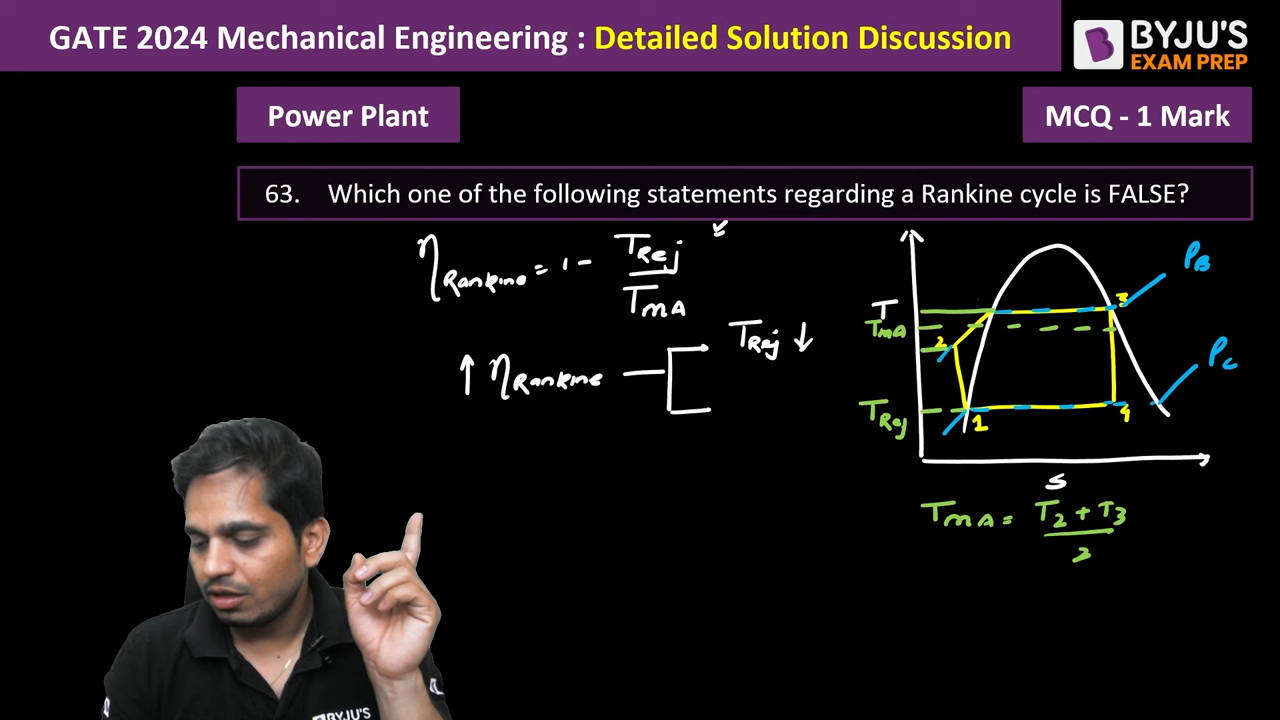 GATE 2024 Mechanical Engineering : Detailed Solution Discussion
BYJU'S
EXAM PREP
Power Plant
MCQ - 1 Mark
63. Which one of the following statements regarding a Rankine cycle is FALSE?
η Rankine = 1 - TRej / TmA
↑ ηRankine
TRej ↓
T
TmA
TRej
2
3
1
4
PB
PC
S
TmA = T2 + T3 / 2
BYJU'S